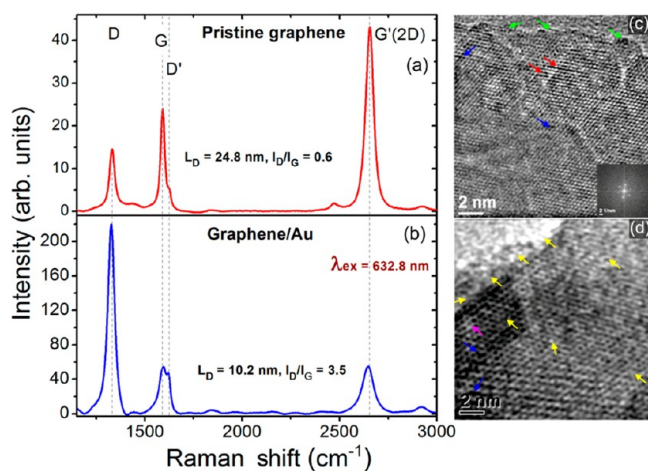 D
G
D'
Pristine graphene
G'(2D)
(a)
L_D = 24.8 nm, I_D/I_G = 0.6
40
30
20
10
0
Intensity (arb. units)
Graphene/Au
(b)
λ_ex = 632.8 nm
L_D = 10.2 nm, I_D/I_G = 3.5
200
160
120
80
40
0
1500
2000
2500
3000
Raman shift (cm⁻¹)
(c)
2 nm
(d)
2 nm